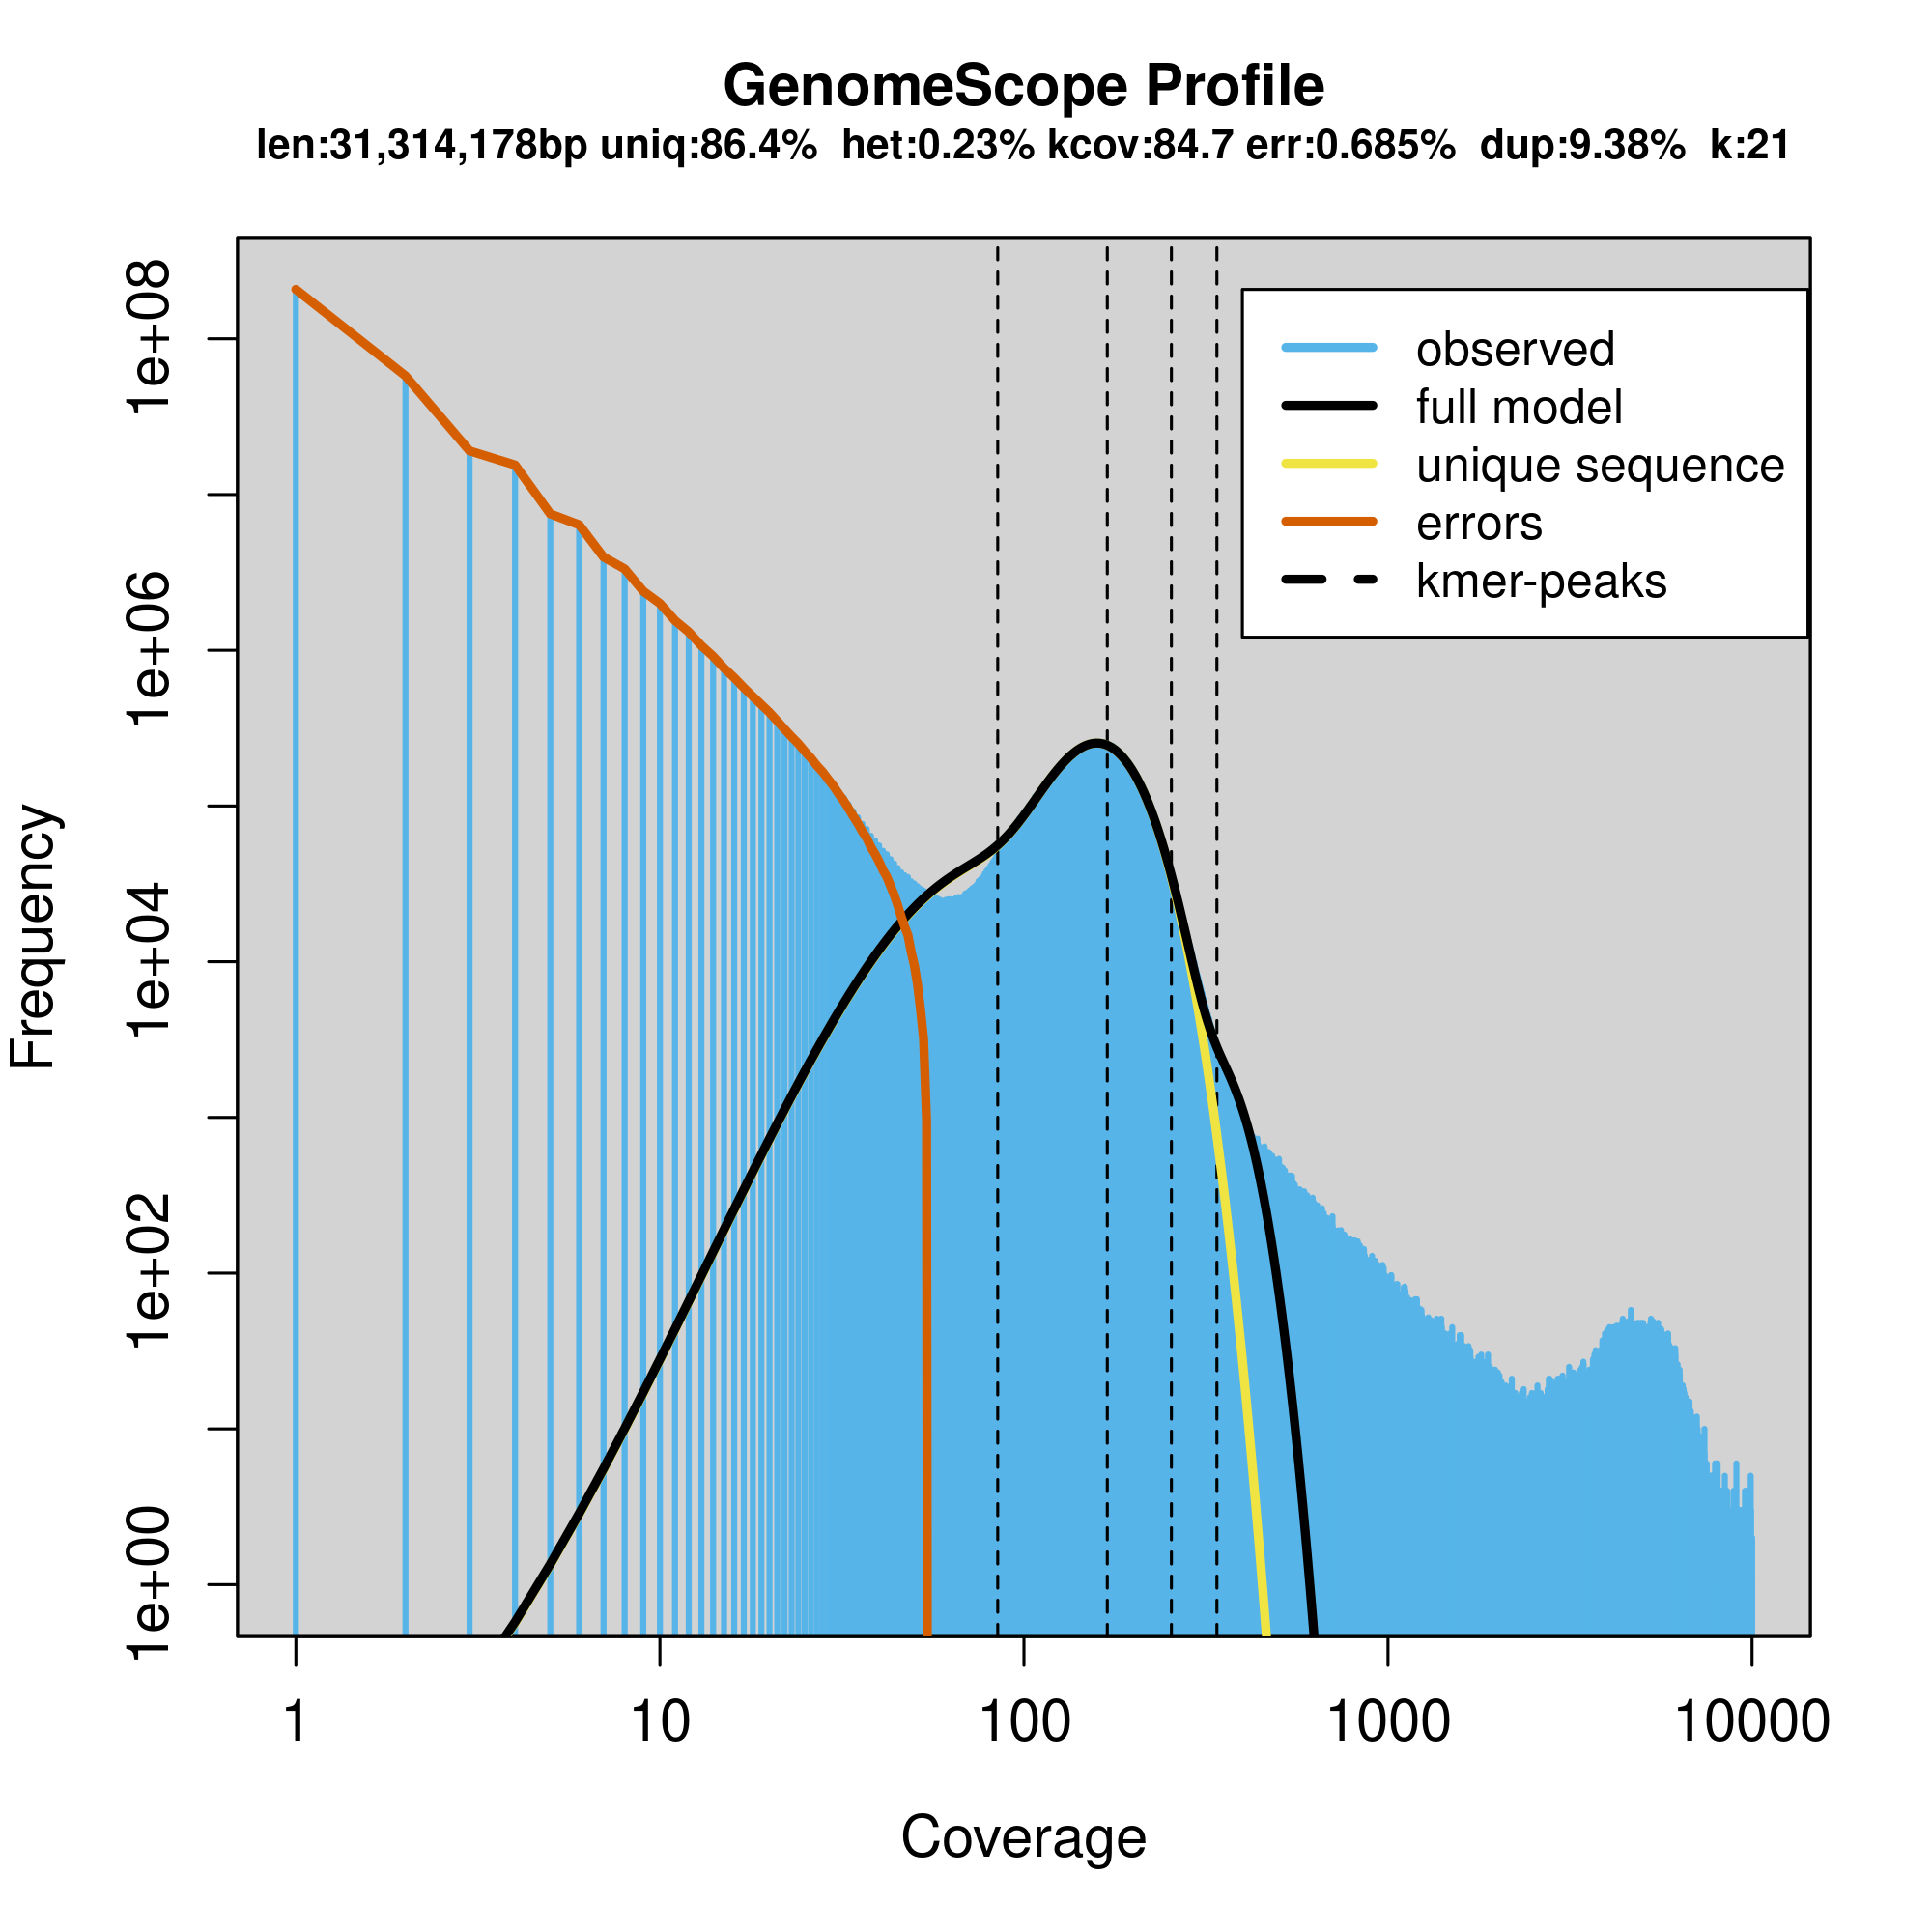 GenomeScope Profile
len:31,314,178bp uniq:86.4% het:0.23% kcov:84.7 err:0.685% dup:9.38% k:21
observed
full model
unique sequence
errors
kmer-peaks
Frequency
1e+08
1e+06
1e+04
1e+02
1e+00
1 10 100 1000 10000
Coverage